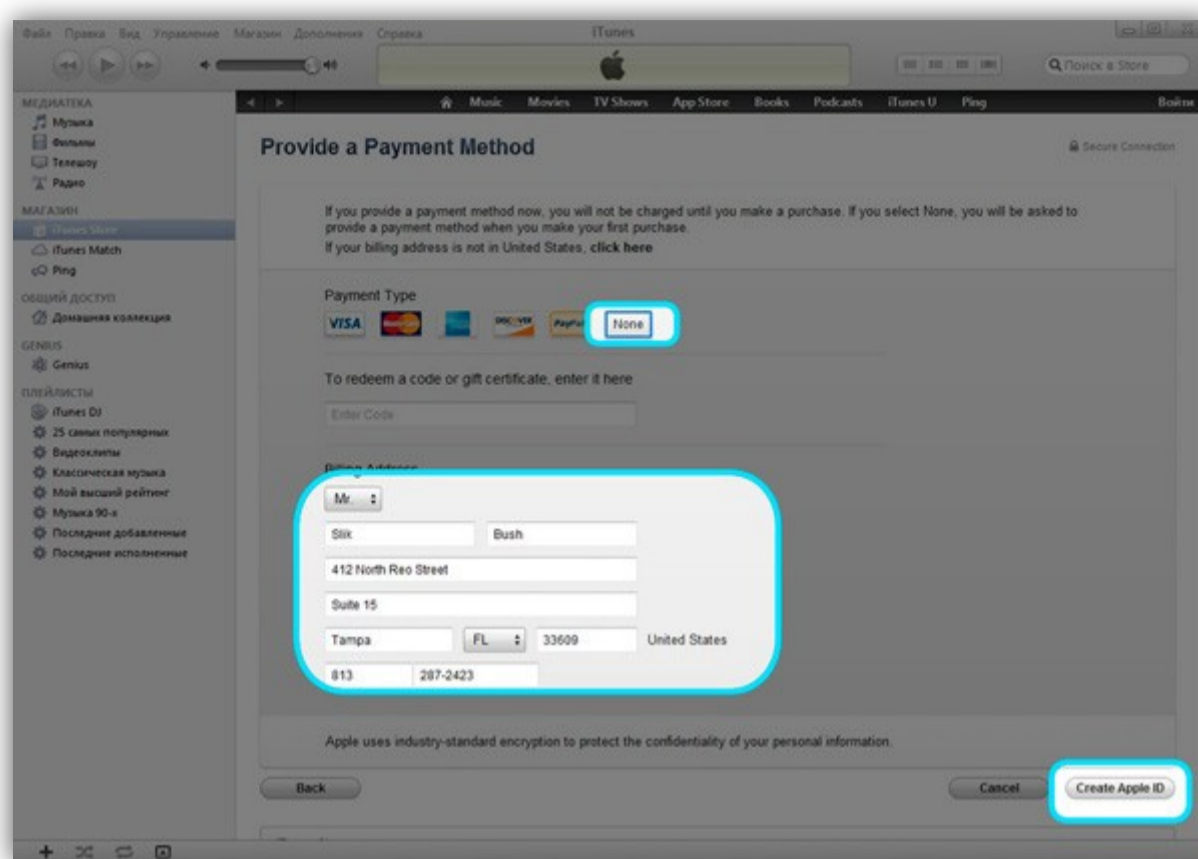 Файл Правка Вид Управление Магазин Дополнения Справка
iTunes
Поиск в Store
МЕДИАТЕКА
Музыка
Фильмы
Телешоу
Радио
МАГАЗИН
iTunes Store
iTunes Match
Ping
ОБЩИЙ ДОСТУП
Домашняя коллекция
GENIUS
Genius
ПЛЕЙЛИСТЫ
iTunes DJ
25 самых популярных
Видеоклипы
Классическая музыка
Мой высший рейтинг
Музыка 90-х
Последние добавленные
Последние исполненные
Music Movies TV Shows App Store Books Podcasts iTunes U Ping Войти
Provide a Payment Method
Secure Connection
If you provide a payment method now, you will not be charged until you make a purchase. If you select None, you will be asked to
provide a payment method when you make your first purchase.
If your billing address is not in United States, click here
Payment Type
VISA MasterCard DISCOVER PayPal None
To redeem a code or gift certificate, enter it here
Enter Code
Billing Address
Mr.
Slik Bush
412 North Reo Street
Suite 15
Tampa FL 33609 United States
813 287-2423
Apple uses industry-standard encryption to protect the confidentiality of your personal information.
Back Cancel Create Apple ID